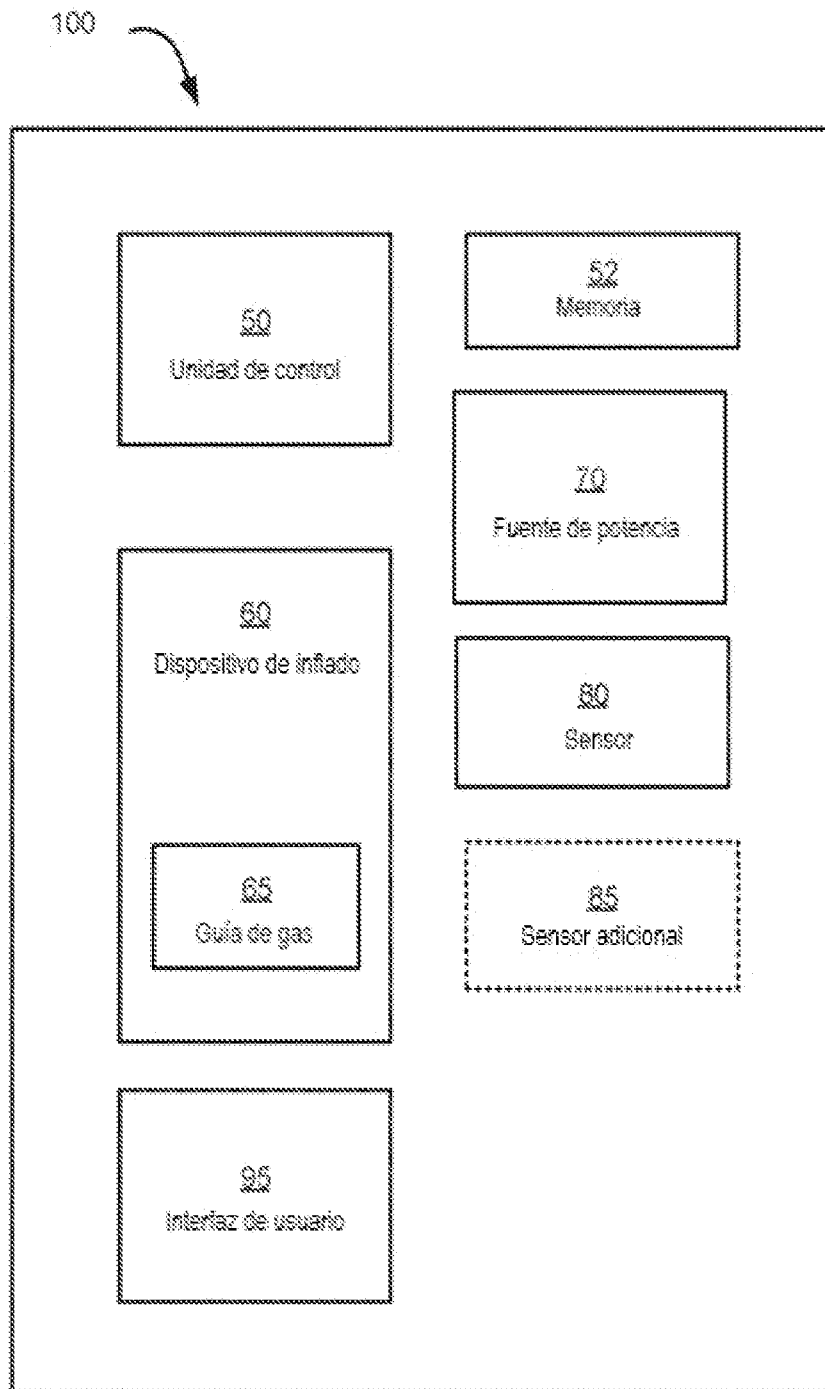 100
50
Unidad de control
52
Memoria
70
Fuente de potencia
60
Dispositivo de inflado
80
Sensor
65
Guía de gas
85
Sensor adicional
95
Interfaz de usuario